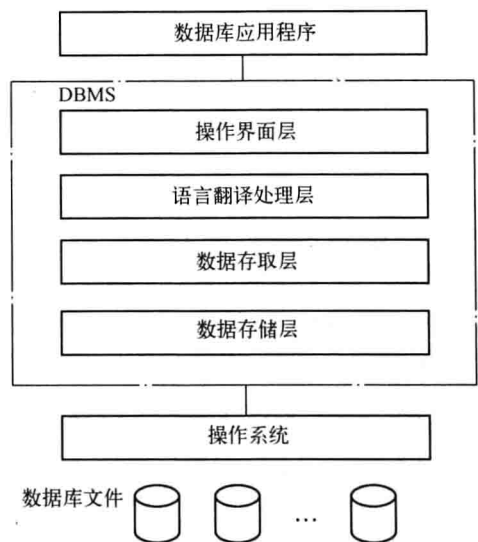 数据库应用程序
DBMS
操作界面层
语言翻译处理层
数据存取层
数据存储层
操作系统
数据库文件
…